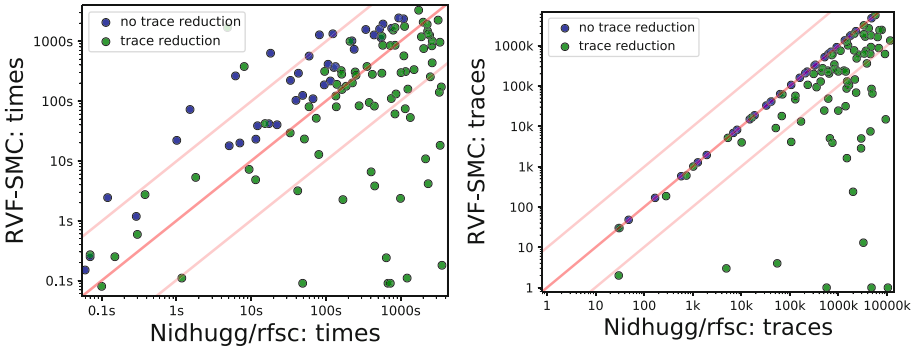 no trace reduction
trace reduction
1000s
100s
10s
1s
0.1s
RVF-SMC: times
0.1s
1s
10s
100s
1000s
Nidhugg/rfsc: times
no trace reduction
trace reduction
1000k
100k
10k
1k
100
10
1
RVF-SMC: traces
1
10
100
1k
10k
100k
1000k
10000k
Nidhugg/rfsc: traces